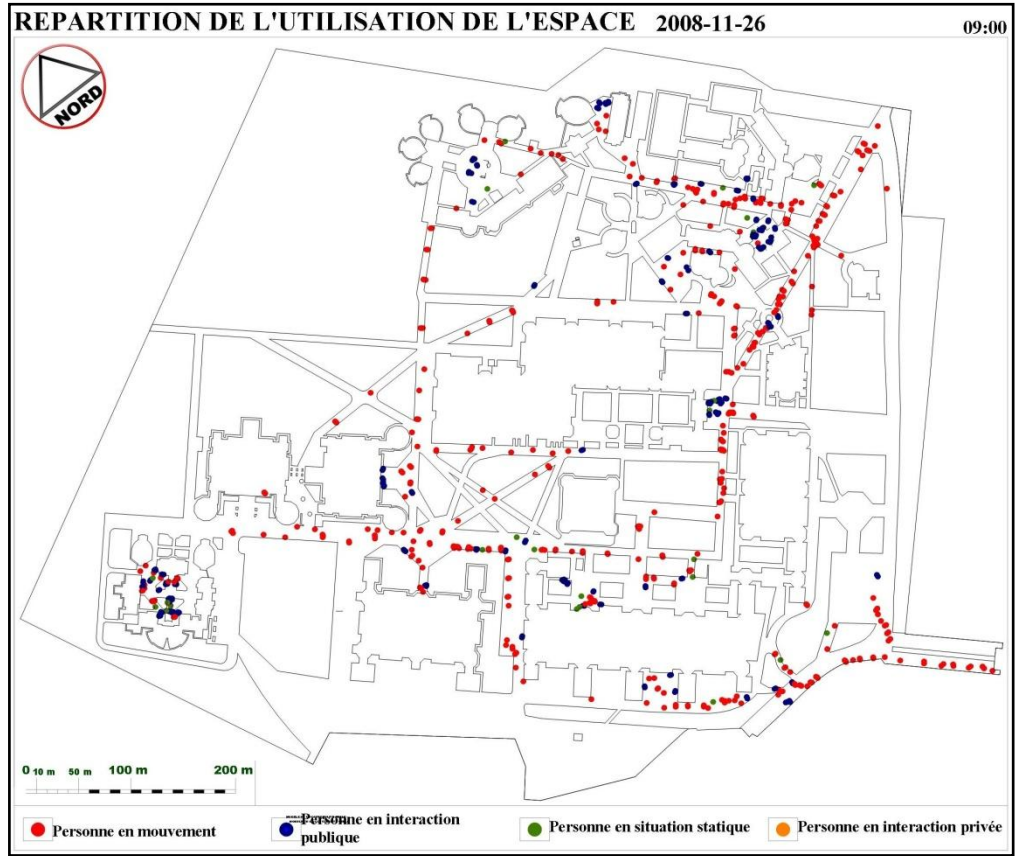 REPARTITION DE L'UTILISATION DE L'ESPACE 2008-11-26 09:00
NORD
0 10 m 50 m 100 m 200 m
Personne en mouvement
Personne en interaction
publique
Personne en situation statique
Personne en interaction privée